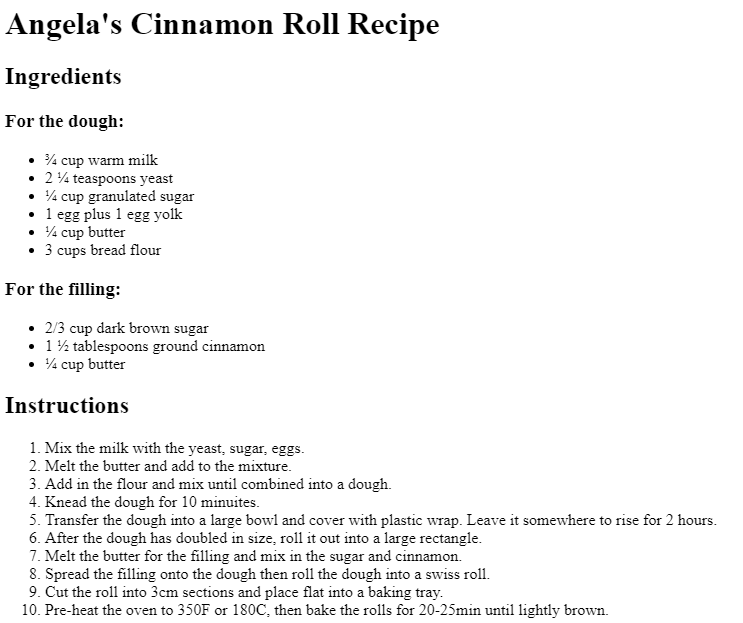 Angela's Cinnamon Roll Recipe
Ingredients
For the dough:
• ¾ cup warm milk
• 2 ¼ teaspoons yeast
• ¼ cup granulated sugar
• 1 egg plus 1 egg yolk
• ¼ cup butter
• 3 cups bread flour
For the filling:
• 2/3 cup dark brown sugar
• 1 ½ tablespoons ground cinnamon
• ¼ cup butter
Instructions
1. Mix the milk with the yeast, sugar, eggs.
2. Melt the butter and add to the mixture.
3. Add in the flour and mix until combined into a dough.
4. Knead the dough for 10 minuites.
5. Transfer the dough into a large bowl and cover with plastic wrap. Leave it somewhere to rise for 2 hours.
6. After the dough has doubled in size, roll it out into a large rectangle.
7. Melt the butter for the filling and mix in the sugar and cinnamon.
8. Spread the filling onto the dough then roll the dough into a swiss roll.
9. Cut the roll into 3cm sections and place flat into a baking tray.
10. Pre-heat the oven to 350F or 180C, then bake the rolls for 20-25min until lightly brown.